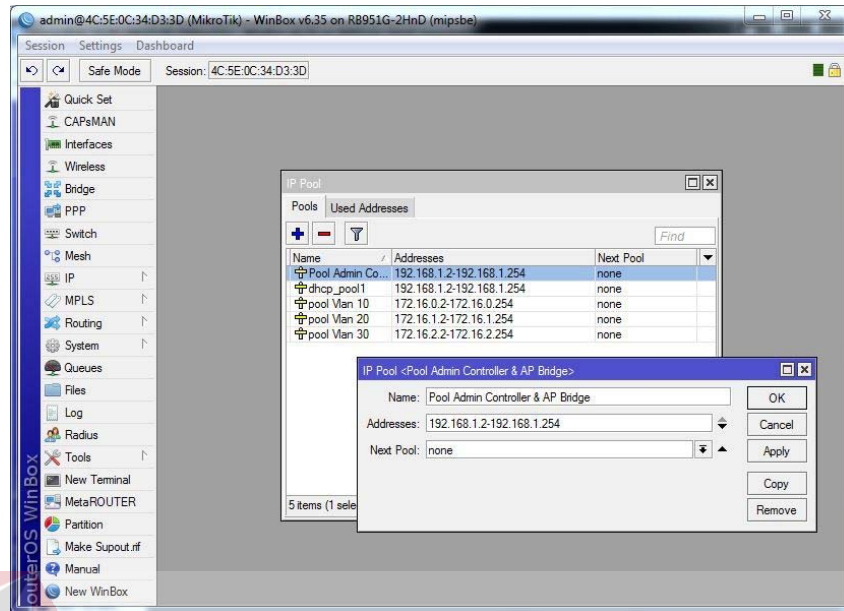 admin@4C:5E:0C:34:D3:3D (MikroTik) - WinBox v6.35 on RB951G-2HnD (mipsbe)
Session Settings Dashboard
Safe Mode Session: 4C:5E:0C:34:D3:3D
Quick Set
CAPsMAN
Interfaces
Wireless
Bridge
PPP
Switch
Mesh
IP
MPLS
Routing
System
Queues
Files
Log
Radius
Tools
New Terminal
MetaROUTER
Partition
Make Supout.rif
Manual
New WinBox
outerOS WinBox
IP Pool
Pools Used Addresses
Find
Name Addresses Next Pool
Pool Admin Co... 192.168.1.2-192.168.1.254 none
dhcp_pool1 192.168.1.2-192.168.1.254 none
pool Vlan 10 172.16.0.2-172.16.0.254 none
pool Vlan 20 172.16.1.2-172.16.1.254 none
pool Vlan 30 172.16.2.2-172.16.2.254 none
5 items (1 sele
IP Pool <Pool Admin Controller & AP Bridge>
Name: Pool Admin Controller & AP Bridge
Addresses: 192.168.1.2-192.168.1.254
Next Pool: none
OK
Cancel
Apply
Copy
Remove